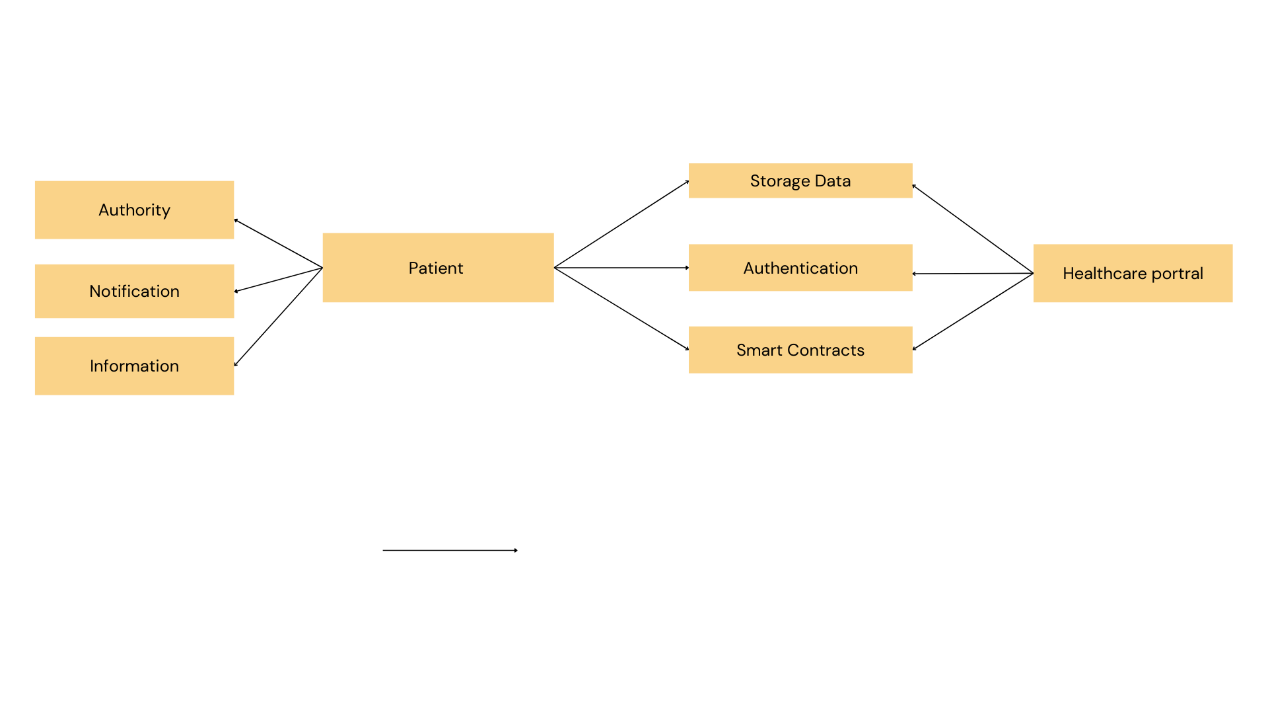 Authority
Notification
Information
Patient
Storage Data
Authentication
Smart Contracts
Healthcare portral